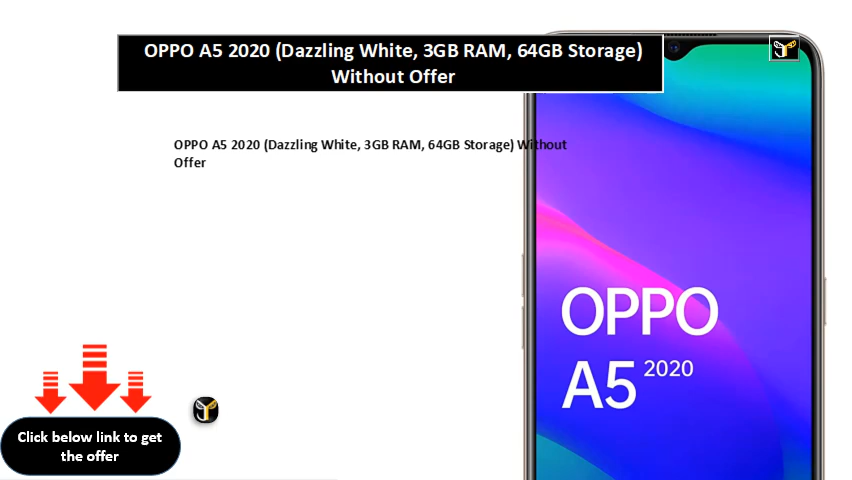 OPPO A5 2020 (Dazzling White, 3GB RAM, 64GB Storage)
Without Offer
OPPO A5 2020 (Dazzling White, 3GB RAM, 64GB Storage) Without
Offer
OPPO
A5 2020
Click below link to get
the offer